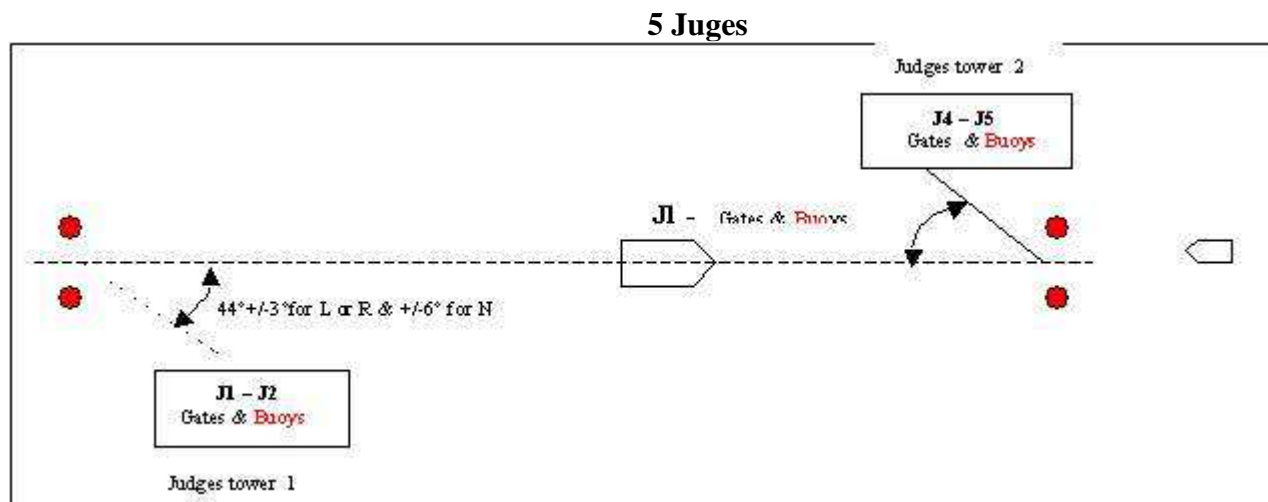 5 Juges
Judges tower 2
J4 – J5
Gates & Buoys
J1 - Gates & Buoys
44°+/-3°for L or R & +/-6° for N
J1 – J2
Gates & Buoys
Judges tower 1